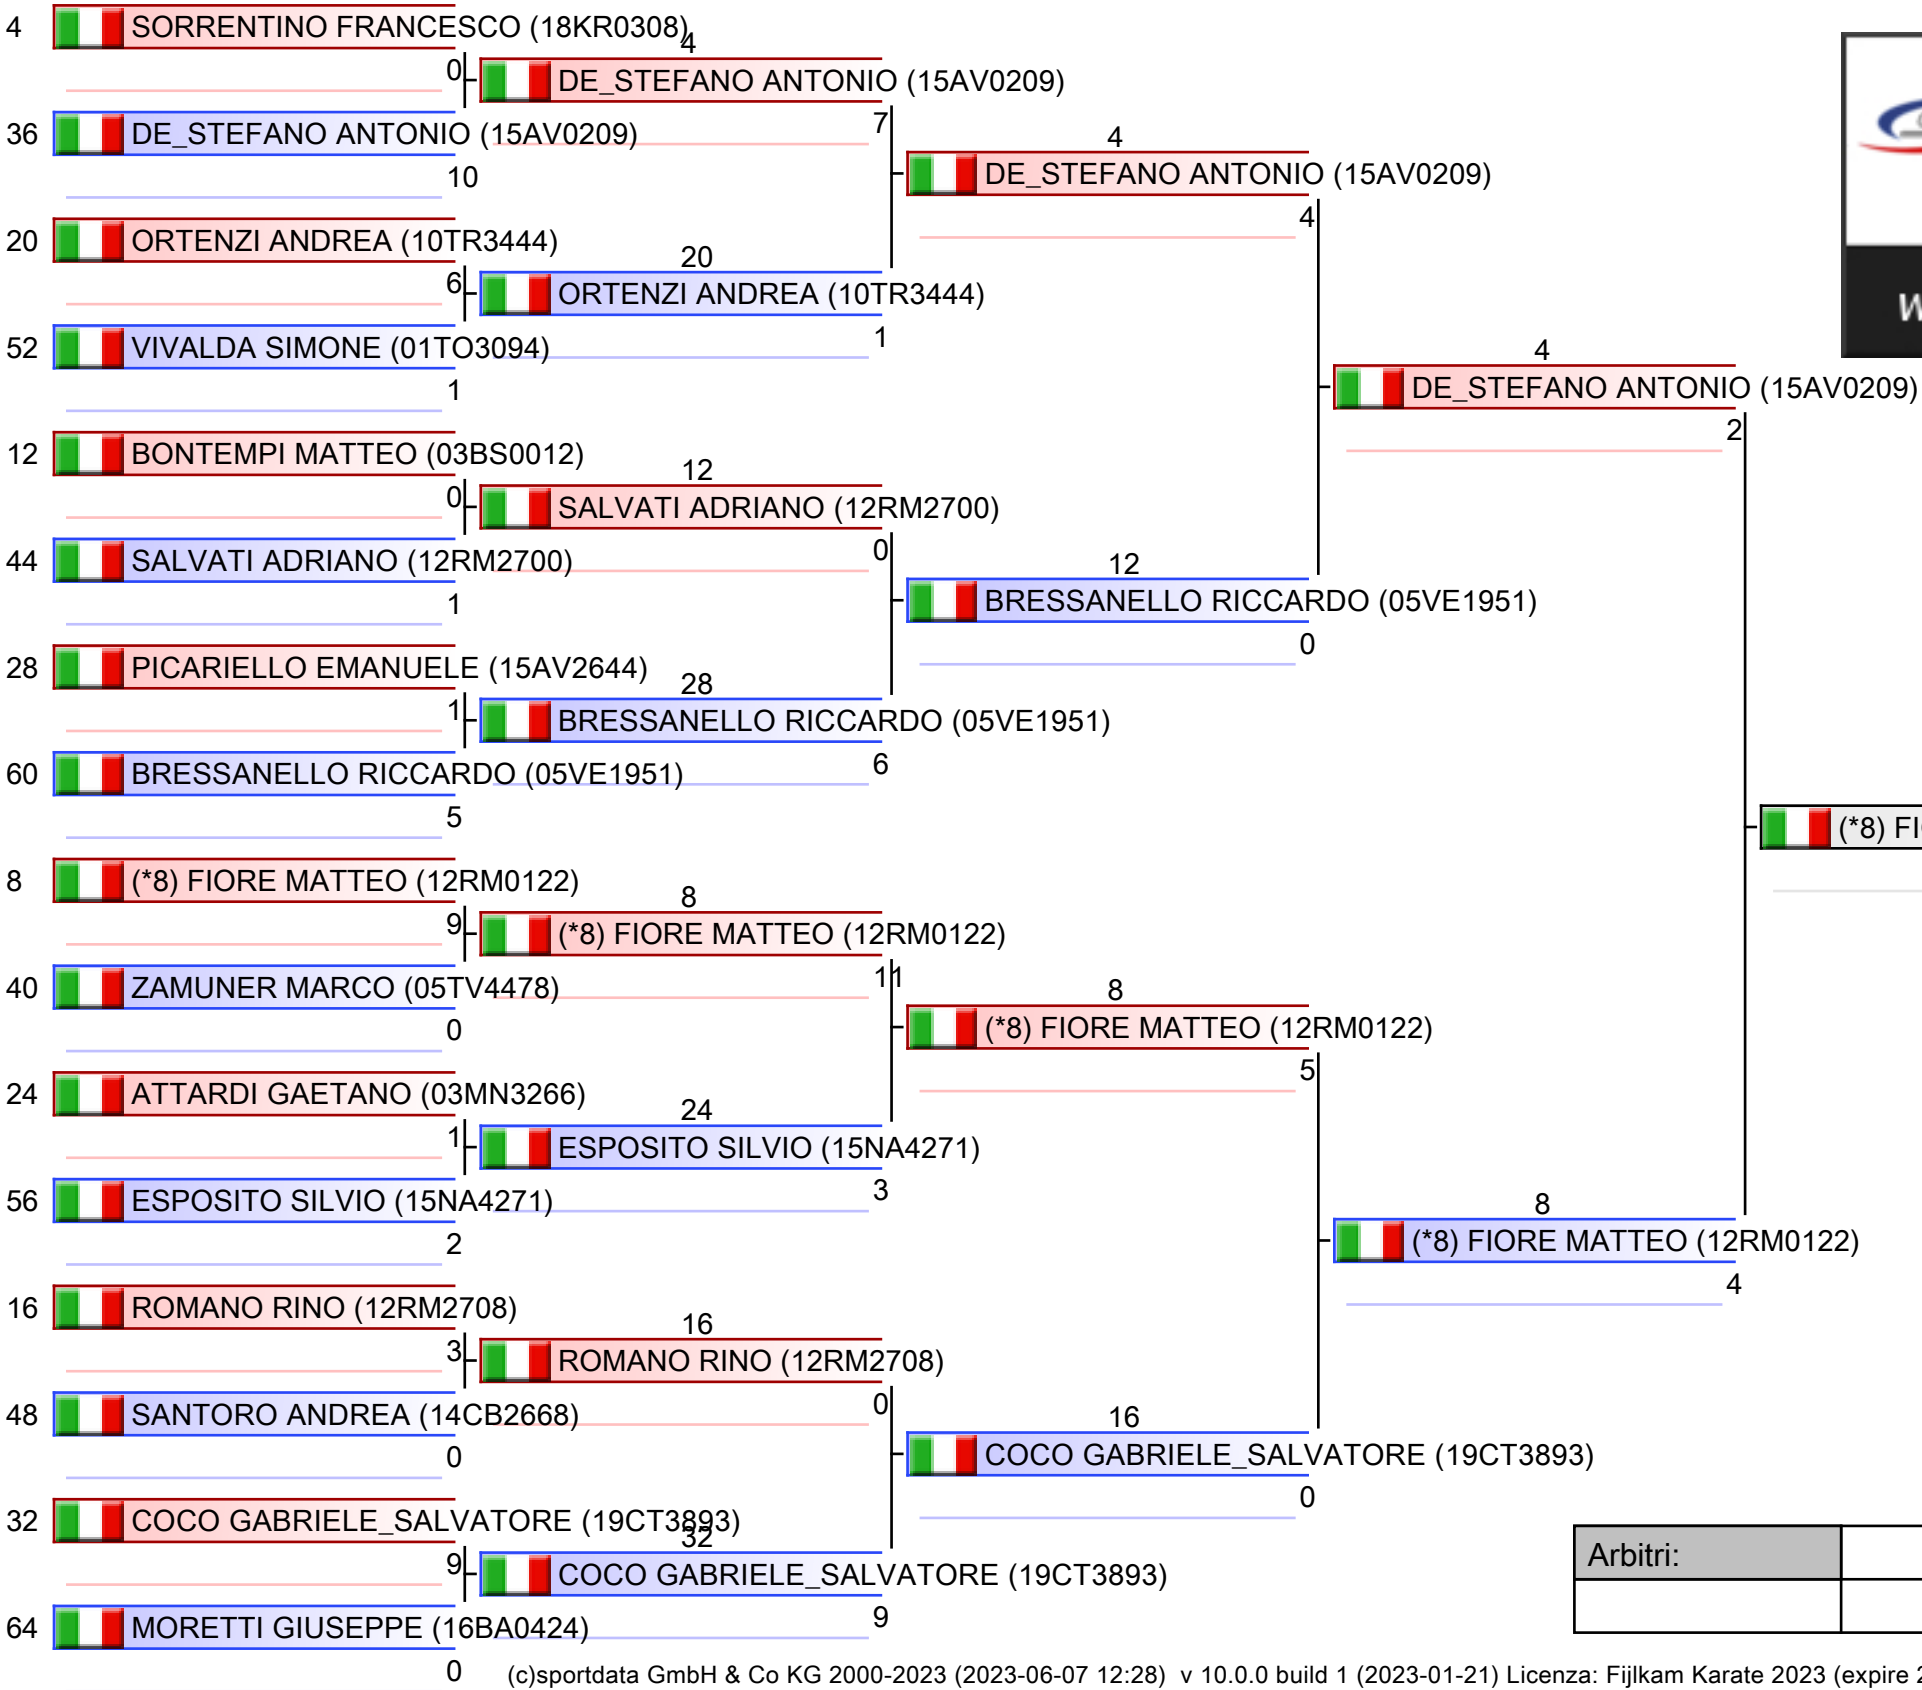 4 SORRENTINO FRANCESCO (18KR0308)
0
36 DE_STEFANO ANTONIO (15AV0209)
10
20 ORTENZI ANDREA (10TR3444)
6
52 VIVALDA SIMONE (01TO3094)
1
12 BONTEMPI MATTEO (03BS0012)
0
44 SALVATI ADRIANO (12RM2700)
1
28 PICARIELLO EMANUELE (15AV2644)
1
60 BRESSANELLO RICCARDO (05VE1951)
5
8 (*8) FIORE MATTEO (12RM0122)
9
40 ZAMUNER MARCO (05TV4478)
0
24 ATTARDI GAETANO (03MN3266)
1
56 ESPOSITO SILVIO (15NA4271)
2
16 ROMANO RINO (12RM2708)
3
48 SANTORO ANDREA (14CB2668)
0
32 COCO GABRIELE_SALVATORE (19CT3893)
9
64 MORETTI GIUSEPPE (16BA0424)
0
4
DE_STEFANO ANTONIO (15AV0209)
7
20
ORTENZI ANDREA (10TR3444)
1
12
SALVATI ADRIANO (12RM2700)
0
28
BRESSANELLO RICCARDO (05VE1951)
6
8
(*8) FIORE MATTEO (12RM0122)
11
24
ESPOSITO SILVIO (15NA4271)
3
16
ROMANO RINO (12RM2708)
0
32
COCO GABRIELE_SALVATORE (19CT3893)
9
4
DE_STEFANO ANTONIO (15AV0209)
4
12
BRESSANELLO RICCARDO (05VE1951)
0
8
(*8) FIORE MATTEO (12RM0122)
5
16
COCO GABRIELE_SALVATORE (19CT3893)
0
4
DE_STEFANO ANTONIO (15AV0209)
2
8
(*8) FIORE MATTEO (12RM0122)
4
(*8)
Arbitri:
(c)sportdata GmbH & Co KG 2000-2023 (2023-06-07 12:28) v 10.0.0 build 1 (2023-01-21) Licenza: Fijlkam Karate 2023 (expire